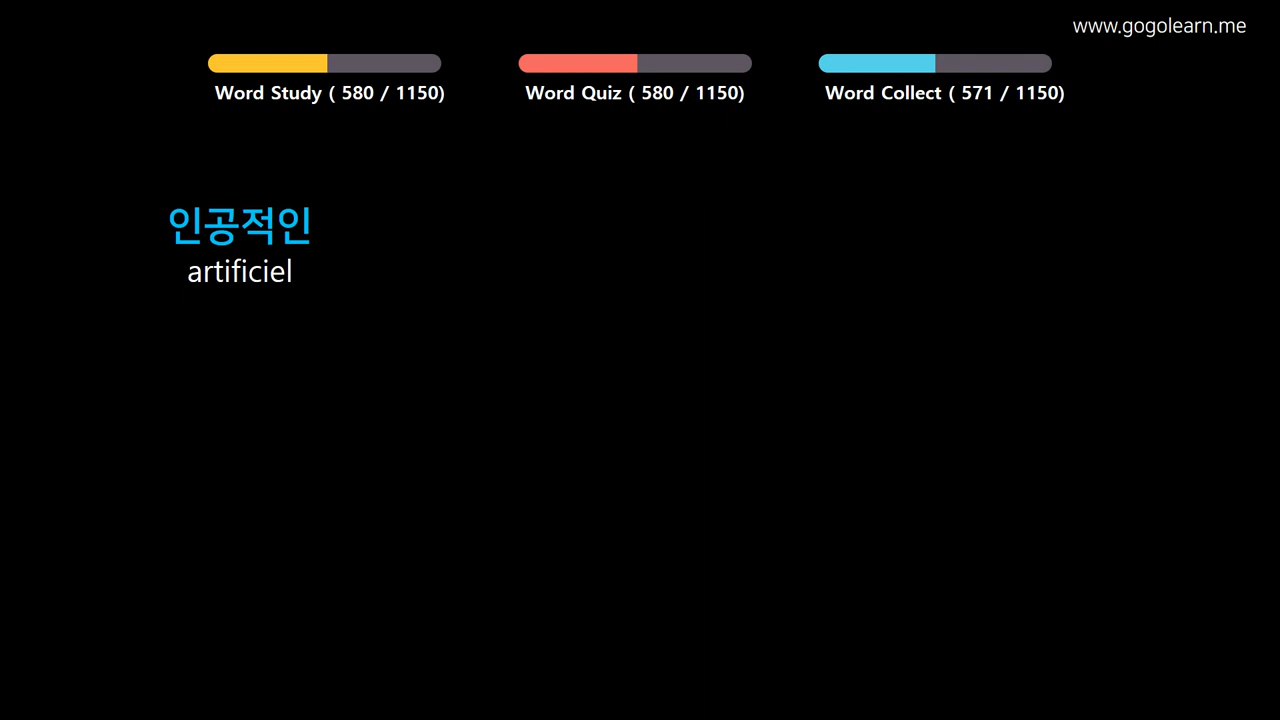 www.gogolearn.me
Word Study ( 580 / 1150)
Word Quiz ( 580 / 1150)
Word Collect ( 571 / 1150)
인공적인
artificiel